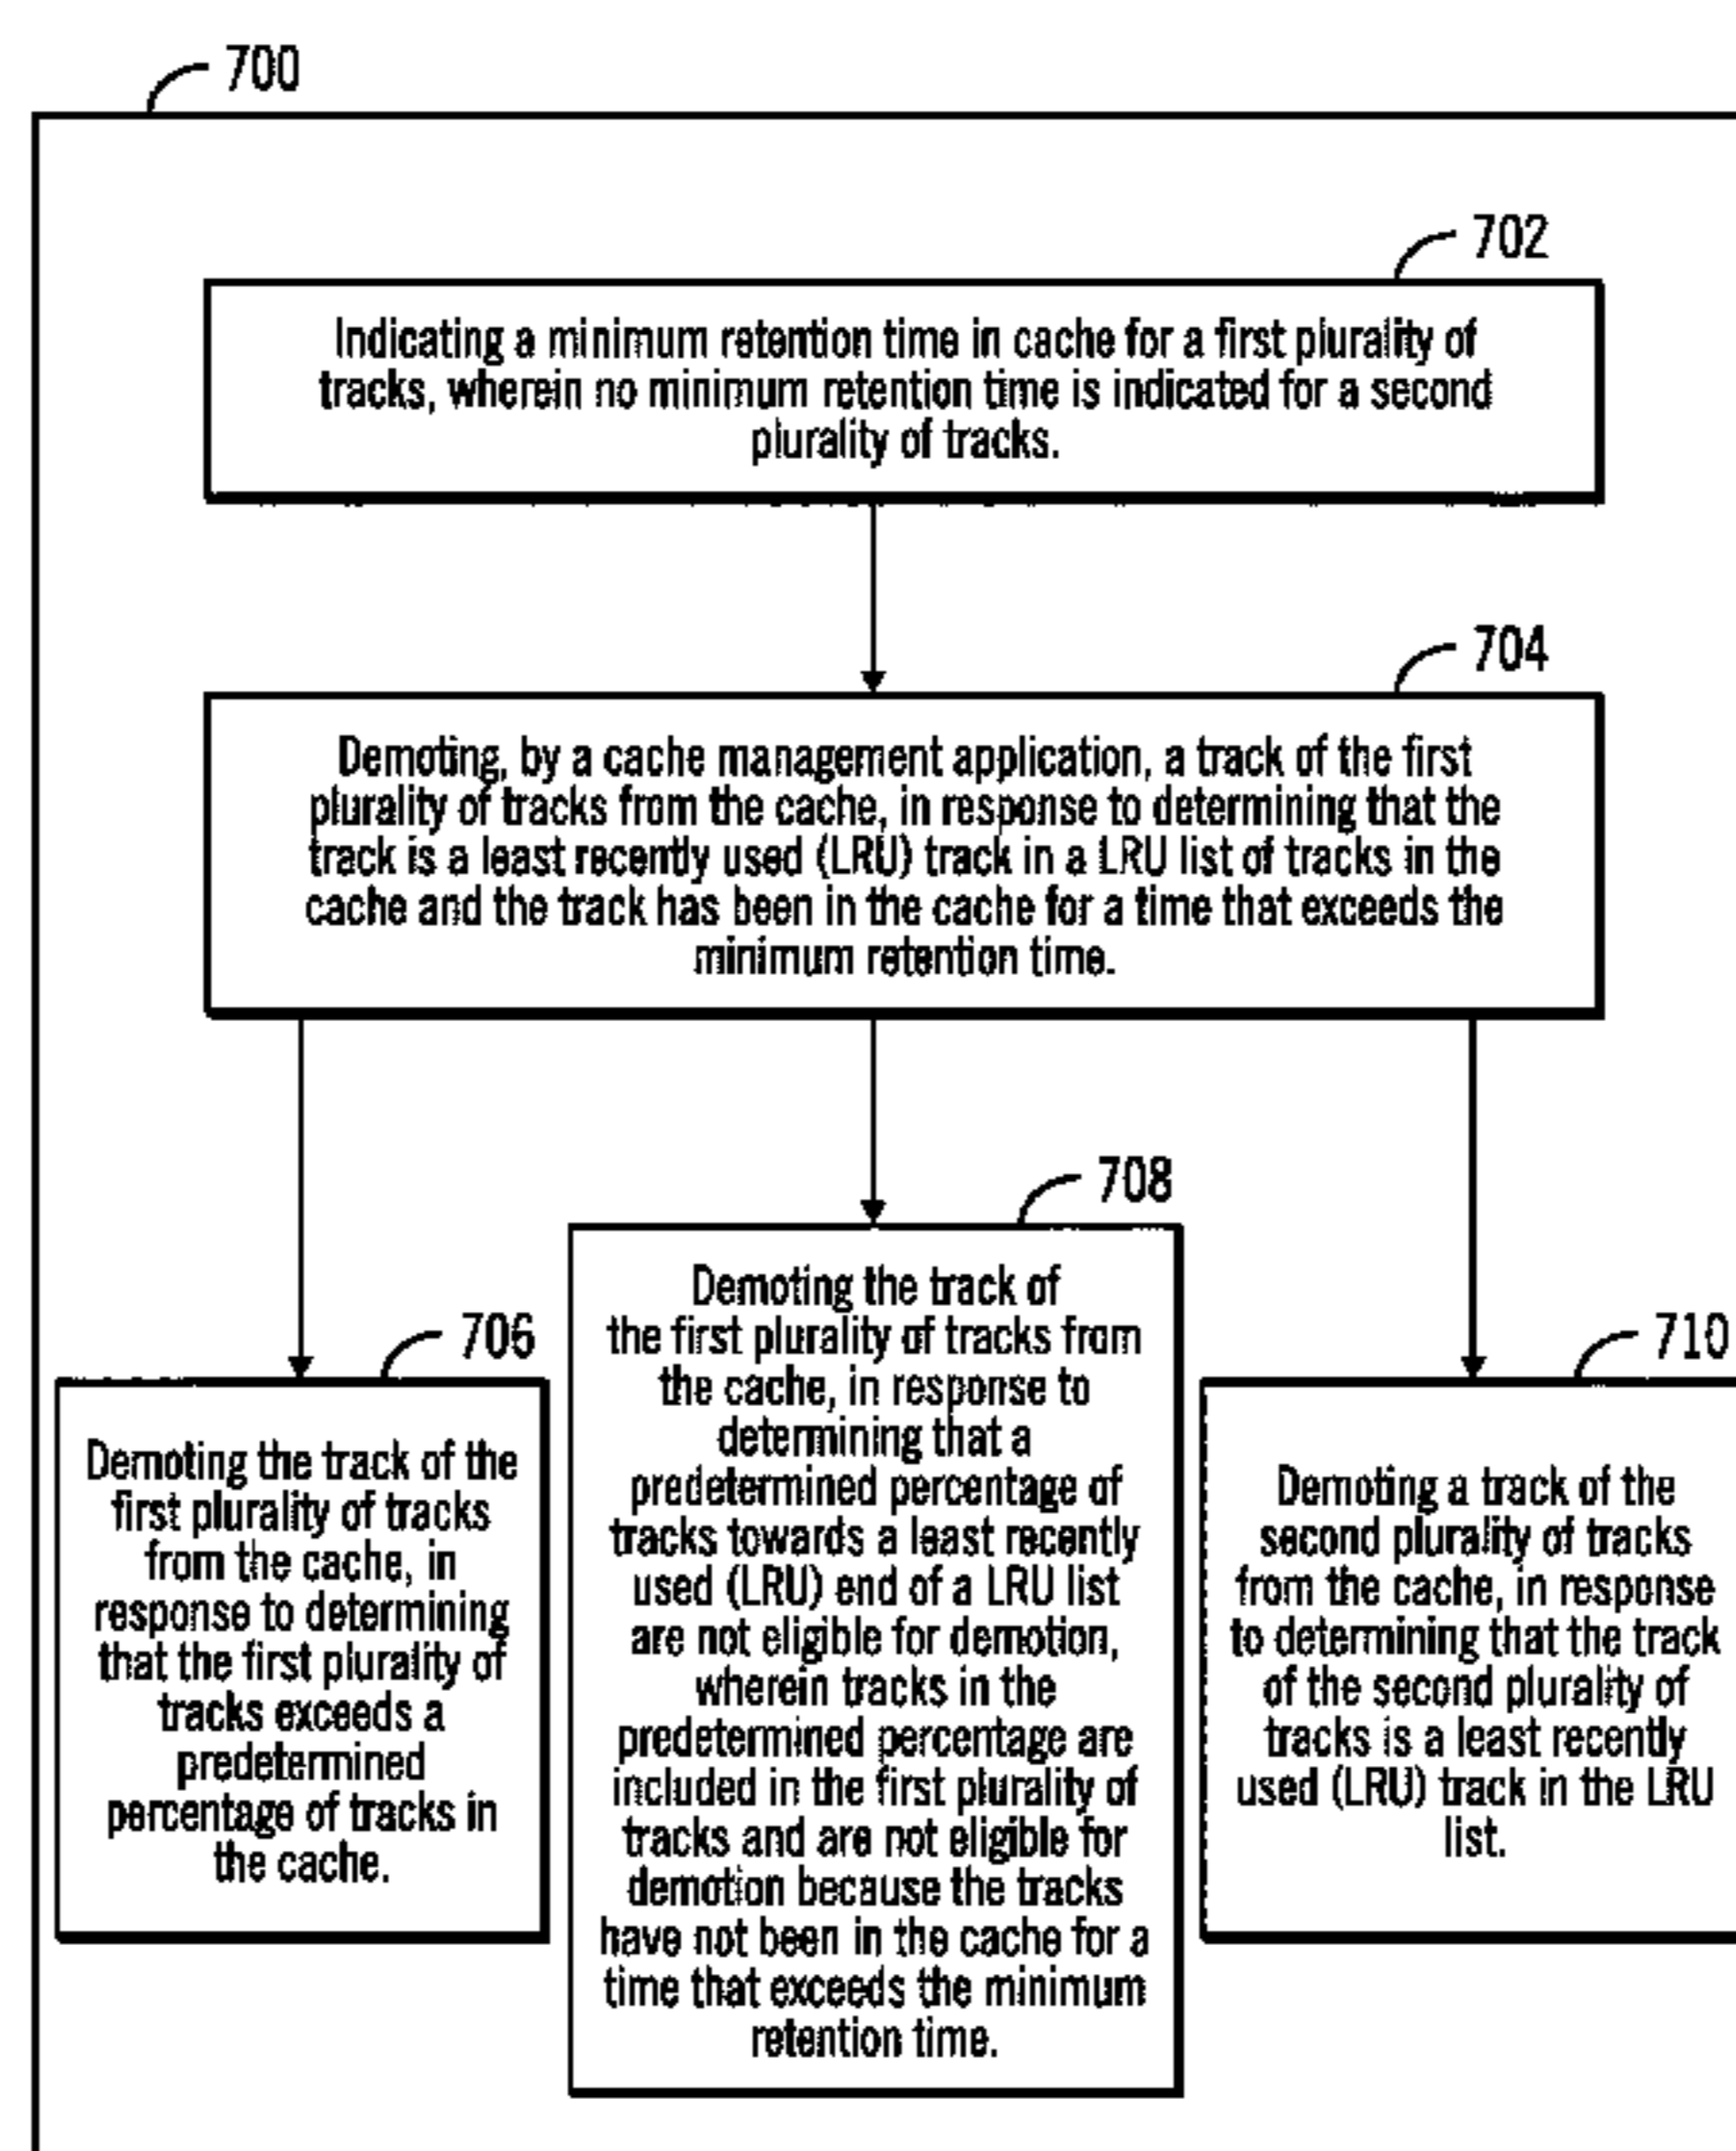 700
702
Indicating a minimum retention time in cache for a first plurality of
tracks, wherein no minimum retention time is indicated for a second
plurality of tracks.
704
Demoting, by a cache management application, a track of the first
plurality of tracks from the cache, in response to determining that the
track is a least recently used (LRU) track in a LRU list of tracks in the
cache and the track has been in the cache for a time that exceeds the
minimum retention time.
706
Demoting the track of the
first plurality of tracks
from the cache, in
response to determining
that the first plurality of
tracks exceeds a
predetermined
percentage of tracks in
the cache.
708
Demoting the track of
the first plurality of tracks from
the cache, in response to
determining that a
predetermined percentage of
tracks towards a least recently
used (LRU) end of a LRU list
are not eligible for demotion,
wherein tracks in the
predetermined percentage are
included in the first plurality of
tracks and are not eligible for
demotion because the tracks
have not been in the cache for a
time that exceeds the minimum
retention time.
710
Demoting a track of the
second plurality of tracks
from the cache, in response
to determining that the track
of the second plurality of
tracks is a least recently
used (LRU) track in the LRU
list.